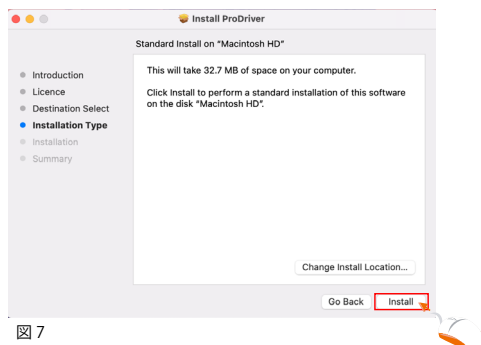 Install ProDriver
Standard Install on “Macintosh HD”
Introduction
Licence
Destination Select
Installation Type
Installation
Summary
This will take 32.7 MB of space on your computer.
Click Install to perform a standard installation of this software
on the disk “Macintosh HD”.
Change Install Location...
Go Back
Install
図 7